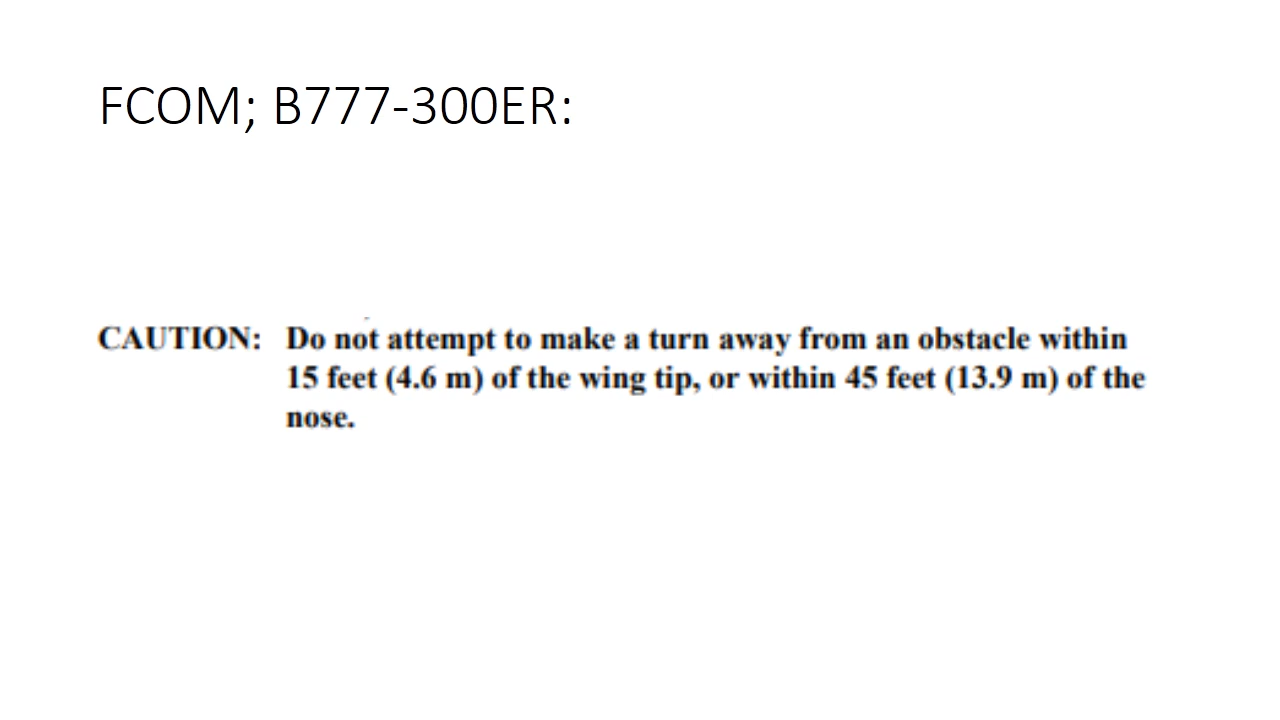 FCOM; B777-300ER:
CAUTION: Do not attempt to make a turn away from an obstacle within
15 feet (4.6 m) of the wing tip, or within 45 feet (13.9 m) of the
nose.